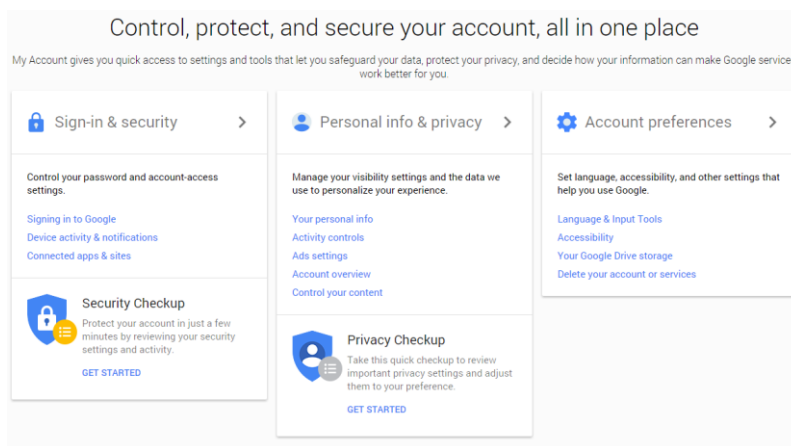 Control, protect, and secure your account, all in one place
My Account gives you quick access to settings and tools that let you safeguard your data, protect your privacy, and decide how your information can make Google service
work better for you.
Sign-in & security
Control your password and account-access
settings.
Signing in to Google
Device activity & notifications
Connected apps & sites
Security Checkup
Protect your account in just a few
minutes by reviewing your security
settings and activity.
GET STARTED
Personal info & privacy
Manage your visibility settings and the data we
use to personalize your experience.
Your personal info
Activity controls
Ads settings
Account overview
Control your content
Privacy Checkup
Take this quick checkup to review
important privacy settings and adjust
them to your preference.
GET STARTED
Account preferences
Set language, accessibility, and other settings that
help you use Google.
Language & Input Tools
Accessibility
Your Google Drive storage
Delete your account or services